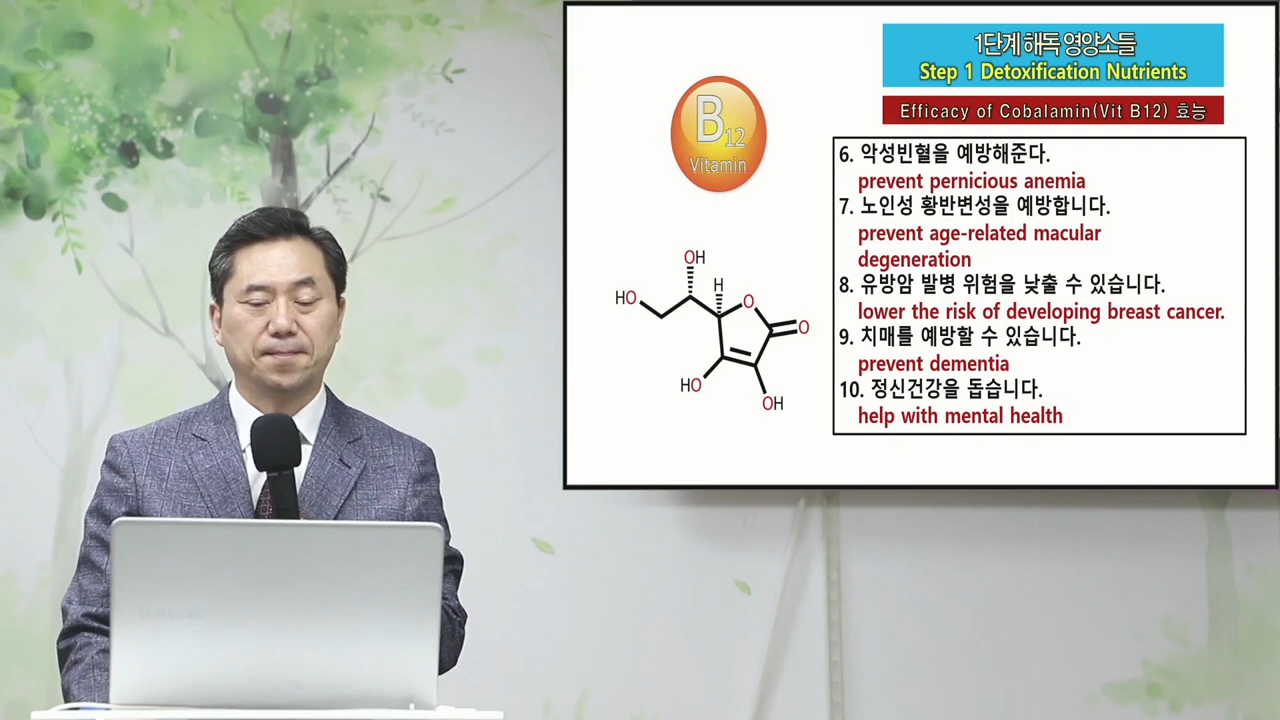 1단계 해독 영양소들
Step 1 Detoxification Nutrients
Efficacy of Cobalamin(Vit B12) 효능
B12
Vitamin
6. 악성빈혈을 예방해준다.
prevent pernicious anemia
7. 노인성 황반변성을 예방합니다.
prevent age-related macular
degeneration
8. 유방암 발병 위험을 낮출 수 있습니다.
lower the risk of developing breast cancer.
9. 치매를 예방할 수 있습니다.
prevent dementia
10. 정신건강을 돕습니다.
help with mental health
OH
H
HO
O
O
HO
OH